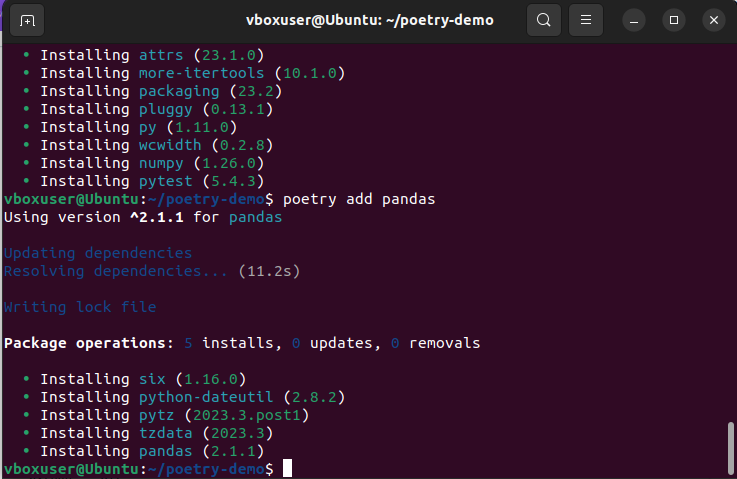 vboxuser@Ubuntu: ~/poetry-demo
• Installing attrs (23.1.0)
• Installing more-itertools (10.1.0)
• Installing packaging (23.2)
• Installing pluggy (0.13.1)
• Installing py (1.11.0)
• Installing wcwidth (0.2.8)
• Installing numpy (1.26.0)
• Installing pytest (5.4.3)
vboxuser@Ubuntu:~/poetry-demo$ poetry add pandas
Using version ^2.1.1 for pandas
Updating dependencies
Resolving dependencies... (11.2s)
Writing lock file
Package operations: 5 installs, 0 updates, 0 removals
• Installing six (1.16.0)
• Installing python-dateutil (2.8.2)
• Installing pytz (2023.3.post1)
• Installing tzdata (2023.3)
• Installing pandas (2.1.1)
vboxuser@Ubuntu:~/poetry-demo$